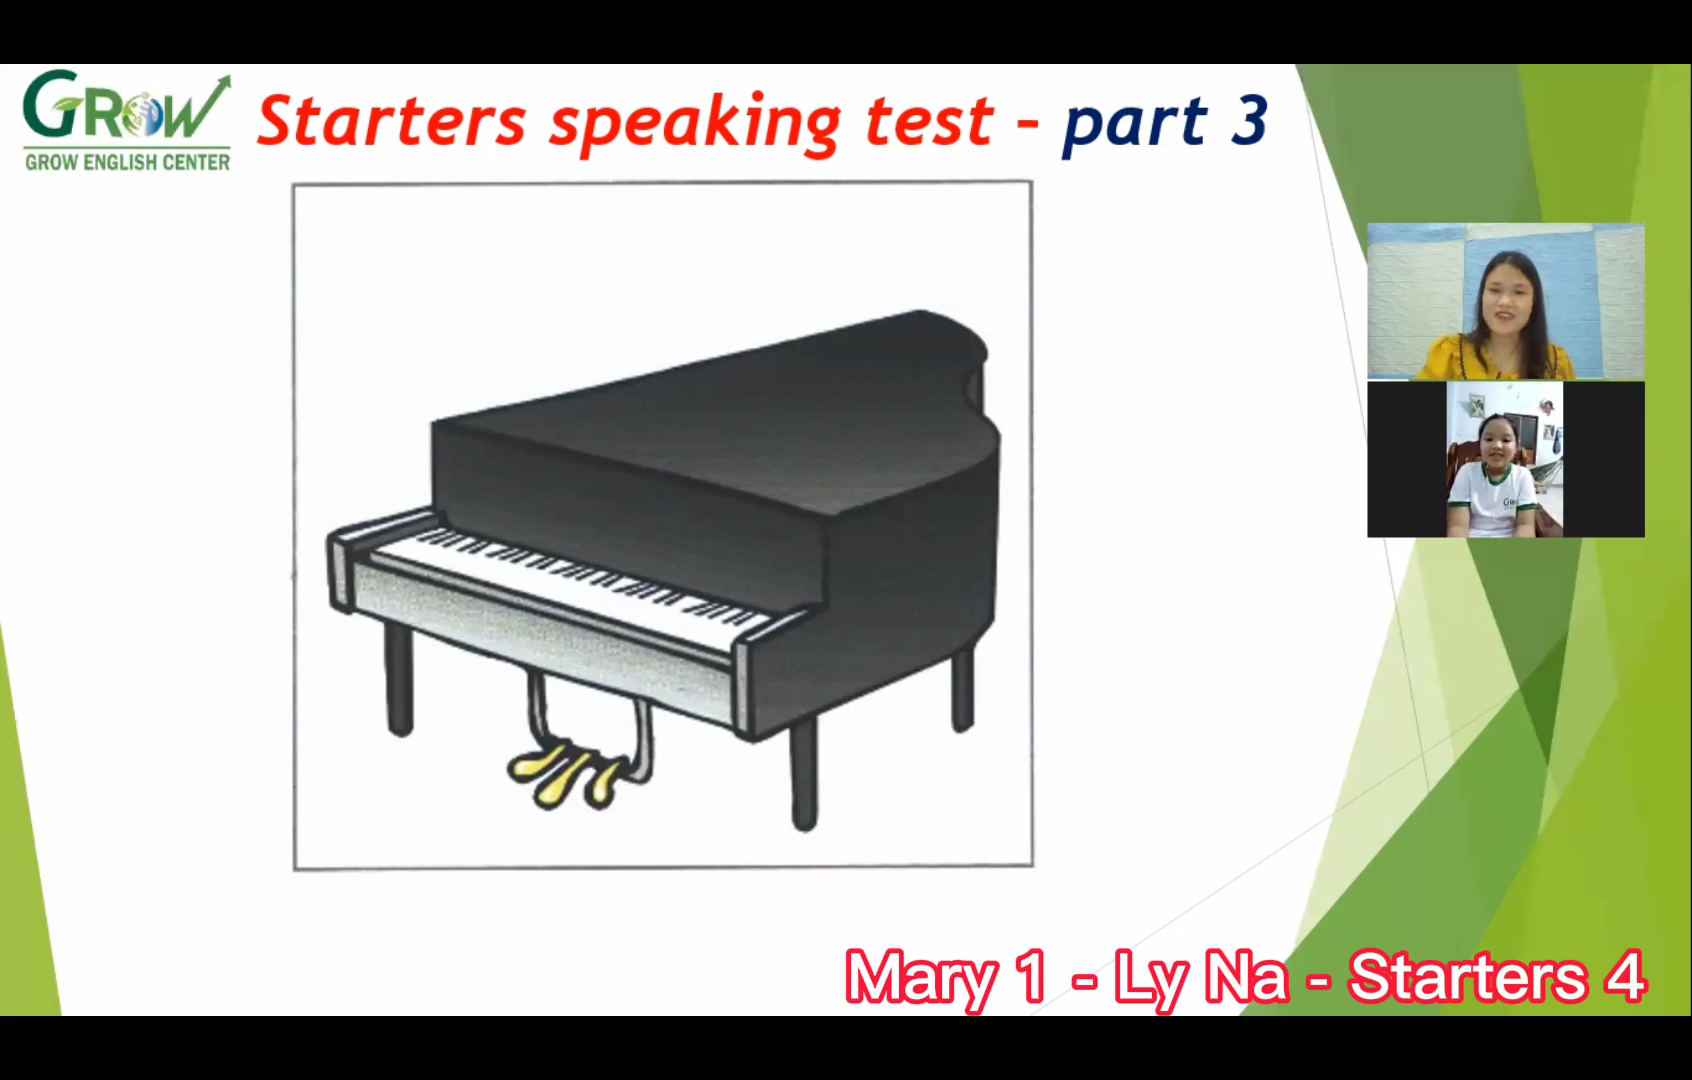 GROW
GROW ENGLISH CENTER
Starters speaking test - part 3
Mary 1 - Ly Na - Starters 4